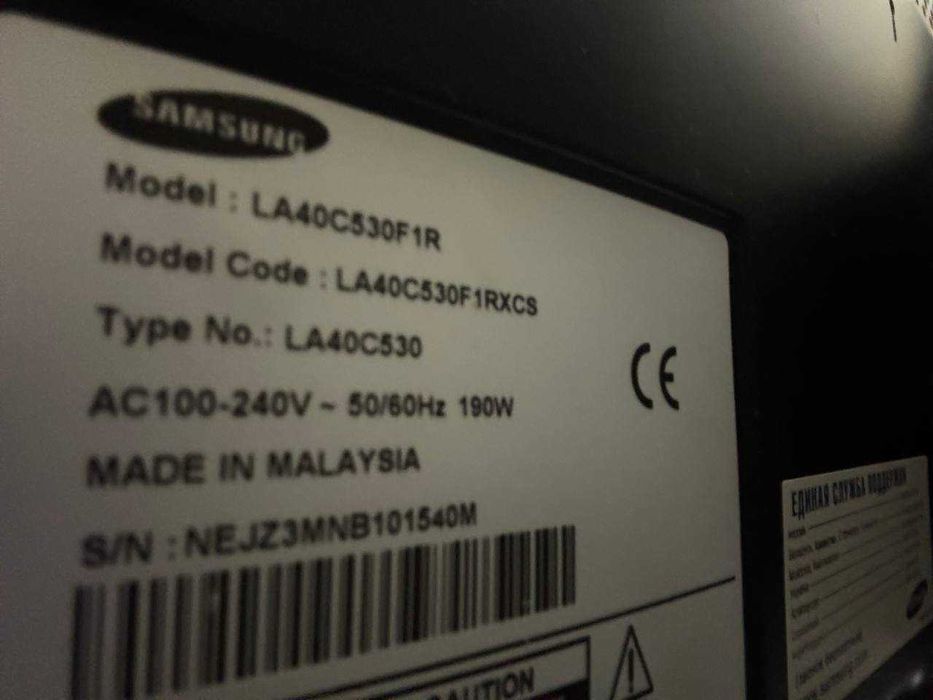 SAMSUNG
Model : LA40C530F1R
Model Code : LA40C530F1RXCS
Type No.: LA40C530
AC100-240V ~ 50/60Hz 190W
MADE IN MALAYSIA
S/N : NEJZ3MNB101540M
CE
CAUTION
ЕДИНАЯ СЛУЖБА ПОДДЕРЖКИ